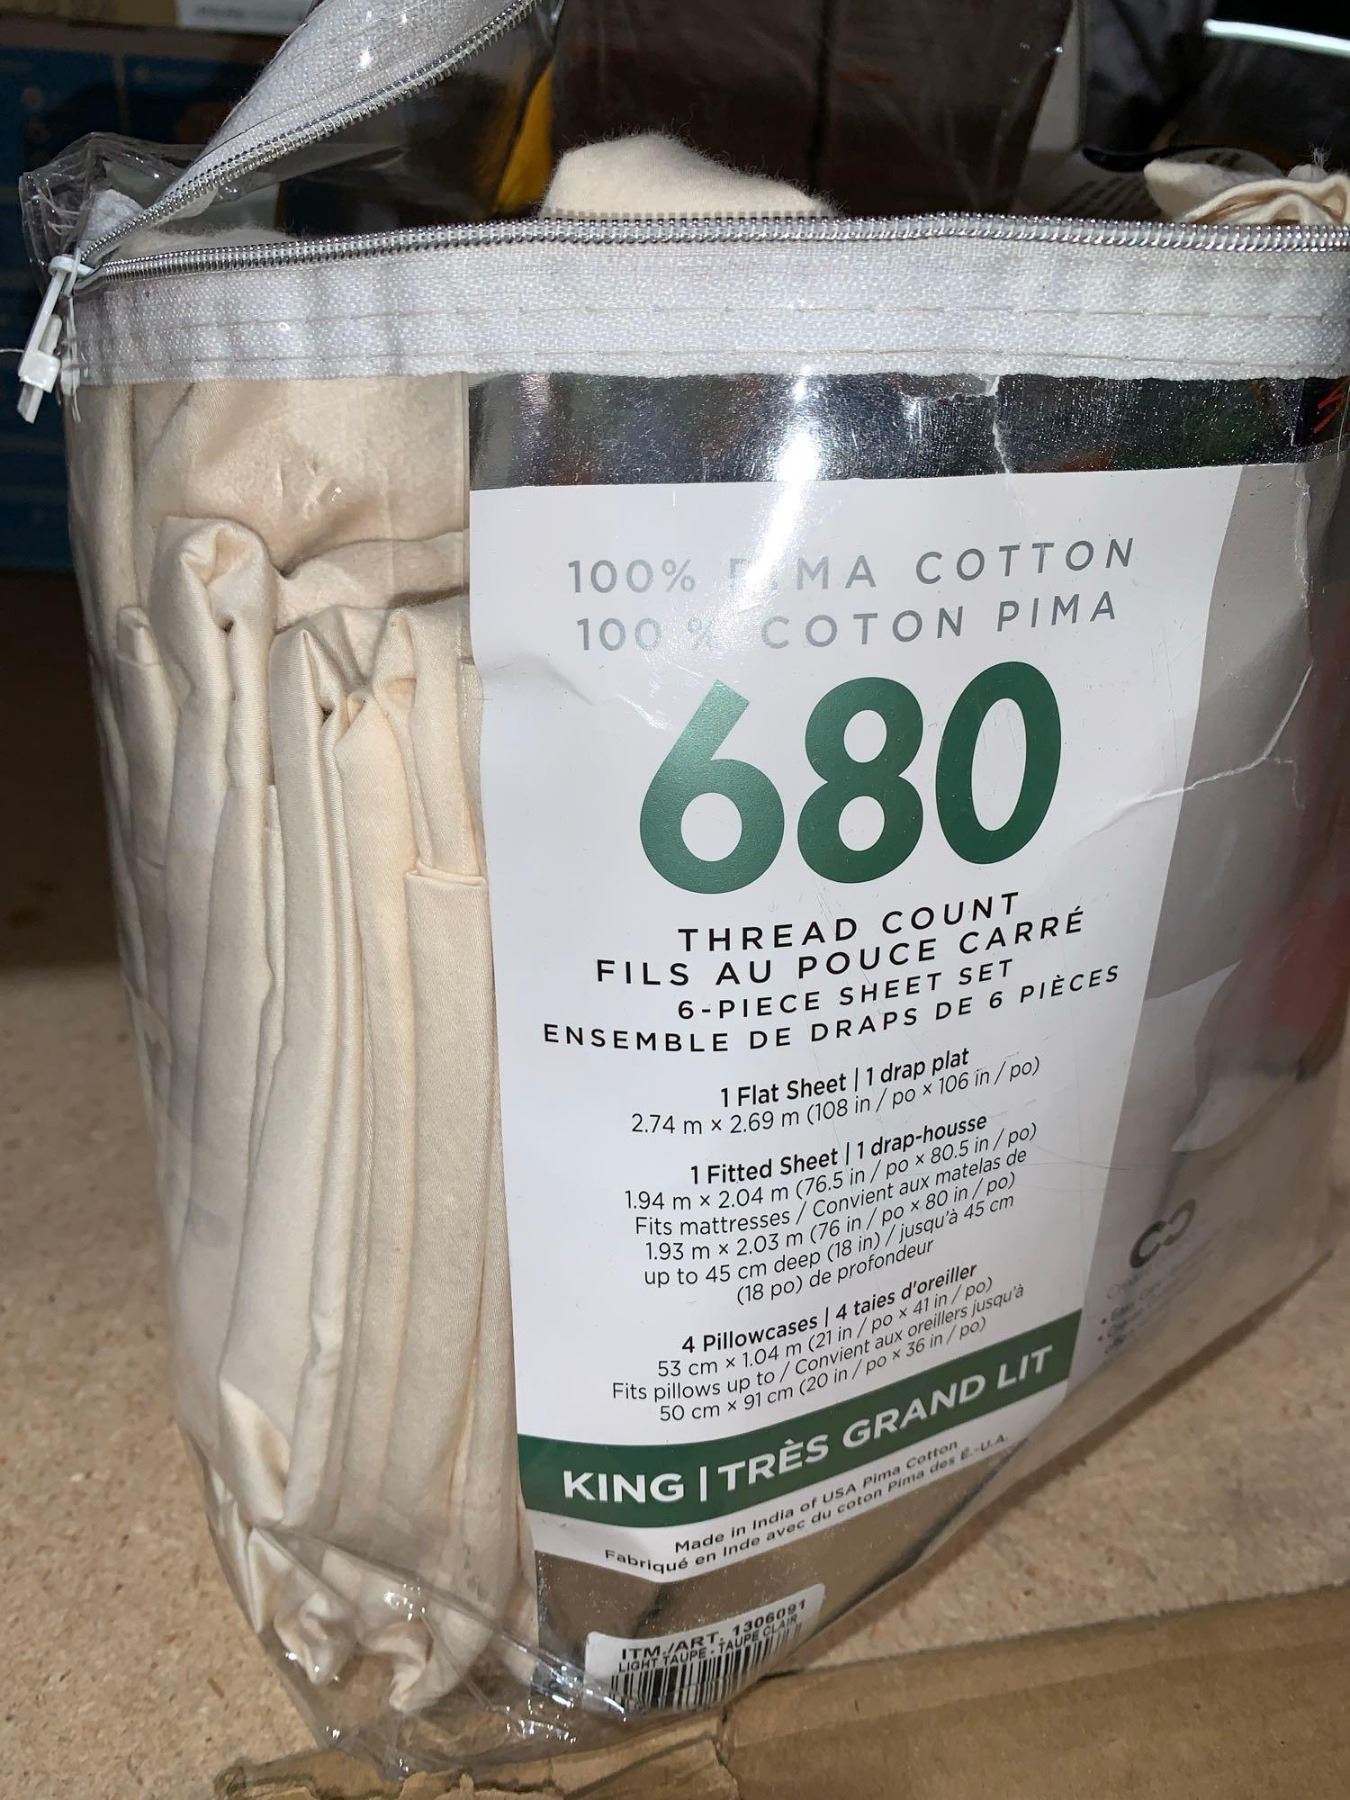 100% PIMA COTTON
100 % COTON PIMA
680
THREAD COUNT
FILS AU POUCE CARRÉ
6-PIECE SHEET SET
ENSEMBLE DE DRAPS DE 6 PIÈCES
1 Flat Sheet | 1 drap plat
2.74 m × 2.69 m (108 in / po × 106 in / po)
1 Fitted Sheet | 1 drap-housse
1.94 m × 2.04 m (76.5 in / po × 80.5 in / po)
Fits mattresses / Convient aux matelas de
1.93 m × 2.03 m (76 in / po × 80 in / po)
up to 45 cm deep (18 in) / jusqu'à 45 cm
(18 po) de profondeur
4 Pillowcases | 4 taies d'oreiller
53 cm × 1.04 m (21 in / po × 41 in / po)
Fits pillows up to / Convient aux oreillers jusqu'à
50 cm × 91 cm (20 in / po × 36 in / po)
KING | TRÈS GRAND LIT
Made in India of USA Pima Cotton
Fabriqué en Inde avec du coton Pima des É.-U.A.
ITM./ART. 1306091
LIGHT TAUPE - TAUPE CLAIR